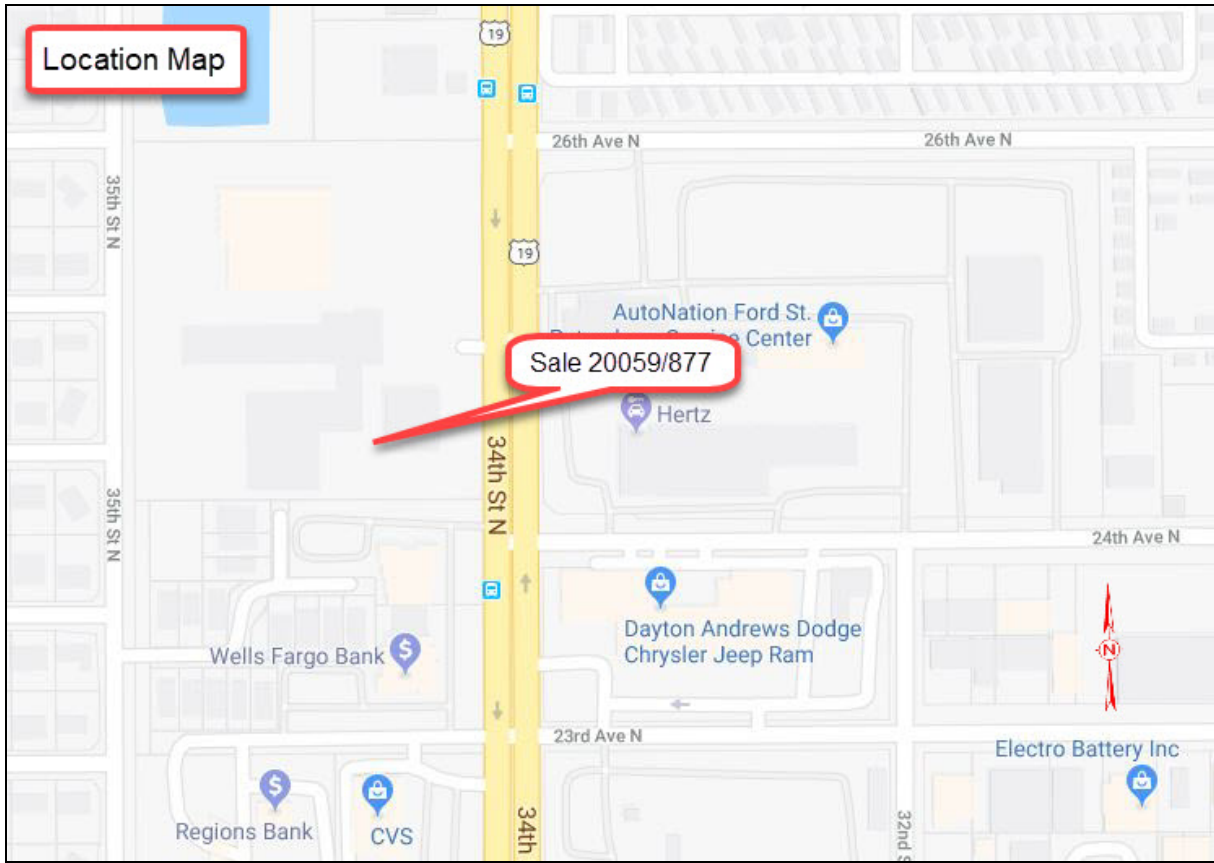 Location Map
19
26th Ave N
26th Ave N
35th St N
19
AutoNation Ford St.
Center
Sale 20059/877
Hertz
34th St N
35th St N
24th Ave N
Dayton Andrews Dodge
Chrysler Jeep Ram
Wells Fargo Bank
N
23rd Ave N
Electro Battery Inc
Regions Bank
CVS
34th
32nd S